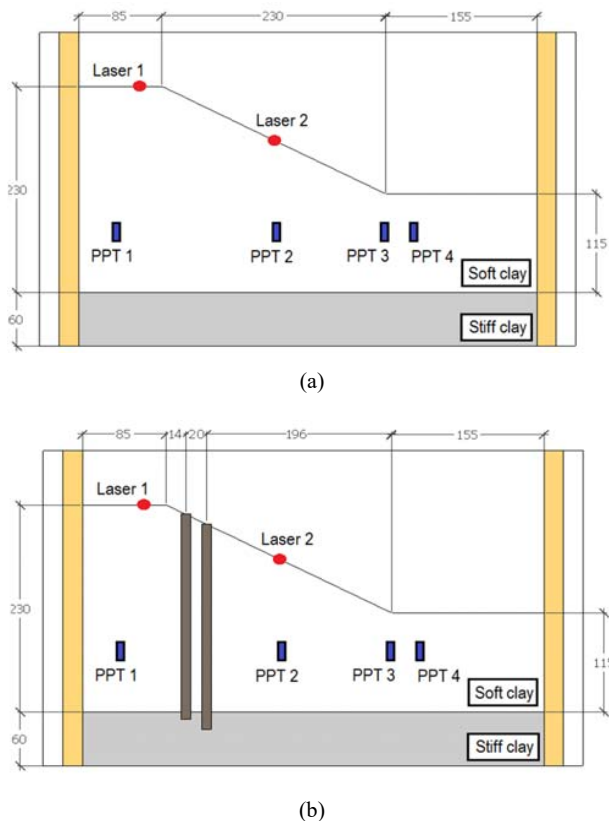 85 230 155
Laser 1
Laser 2
230
115
PPT 1 PPT 2 PPT 3 PPT 4
Soft clay
60
Stiff clay
(a)
85 14 20 196 155
Laser 1
Laser 2
230
115
PPT 1 PPT 2 PPT 3 PPT 4
Soft clay
60
Stiff clay
(b)